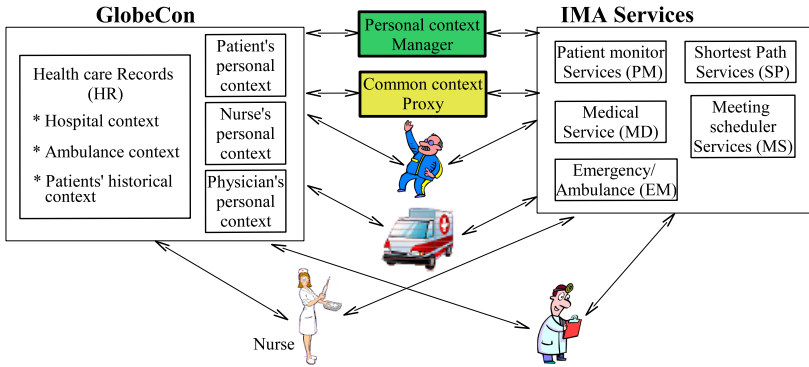 GlobeCon
Health care Records
(HR)
* Hospital context
* Ambulance context
* Patients' historical
context
Patient's
personal
context
Nurse's
personal
context
Physician's
personal
context
Personal context
Manager
Common context
Proxy
IMA Services
Patient monitor
Services (PM)
Shortest Path
Services (SP)
Medical
Service (MD)
Meeting
scheduler
Services (MS)
Emergency/
Ambulance (EM)
Nurse